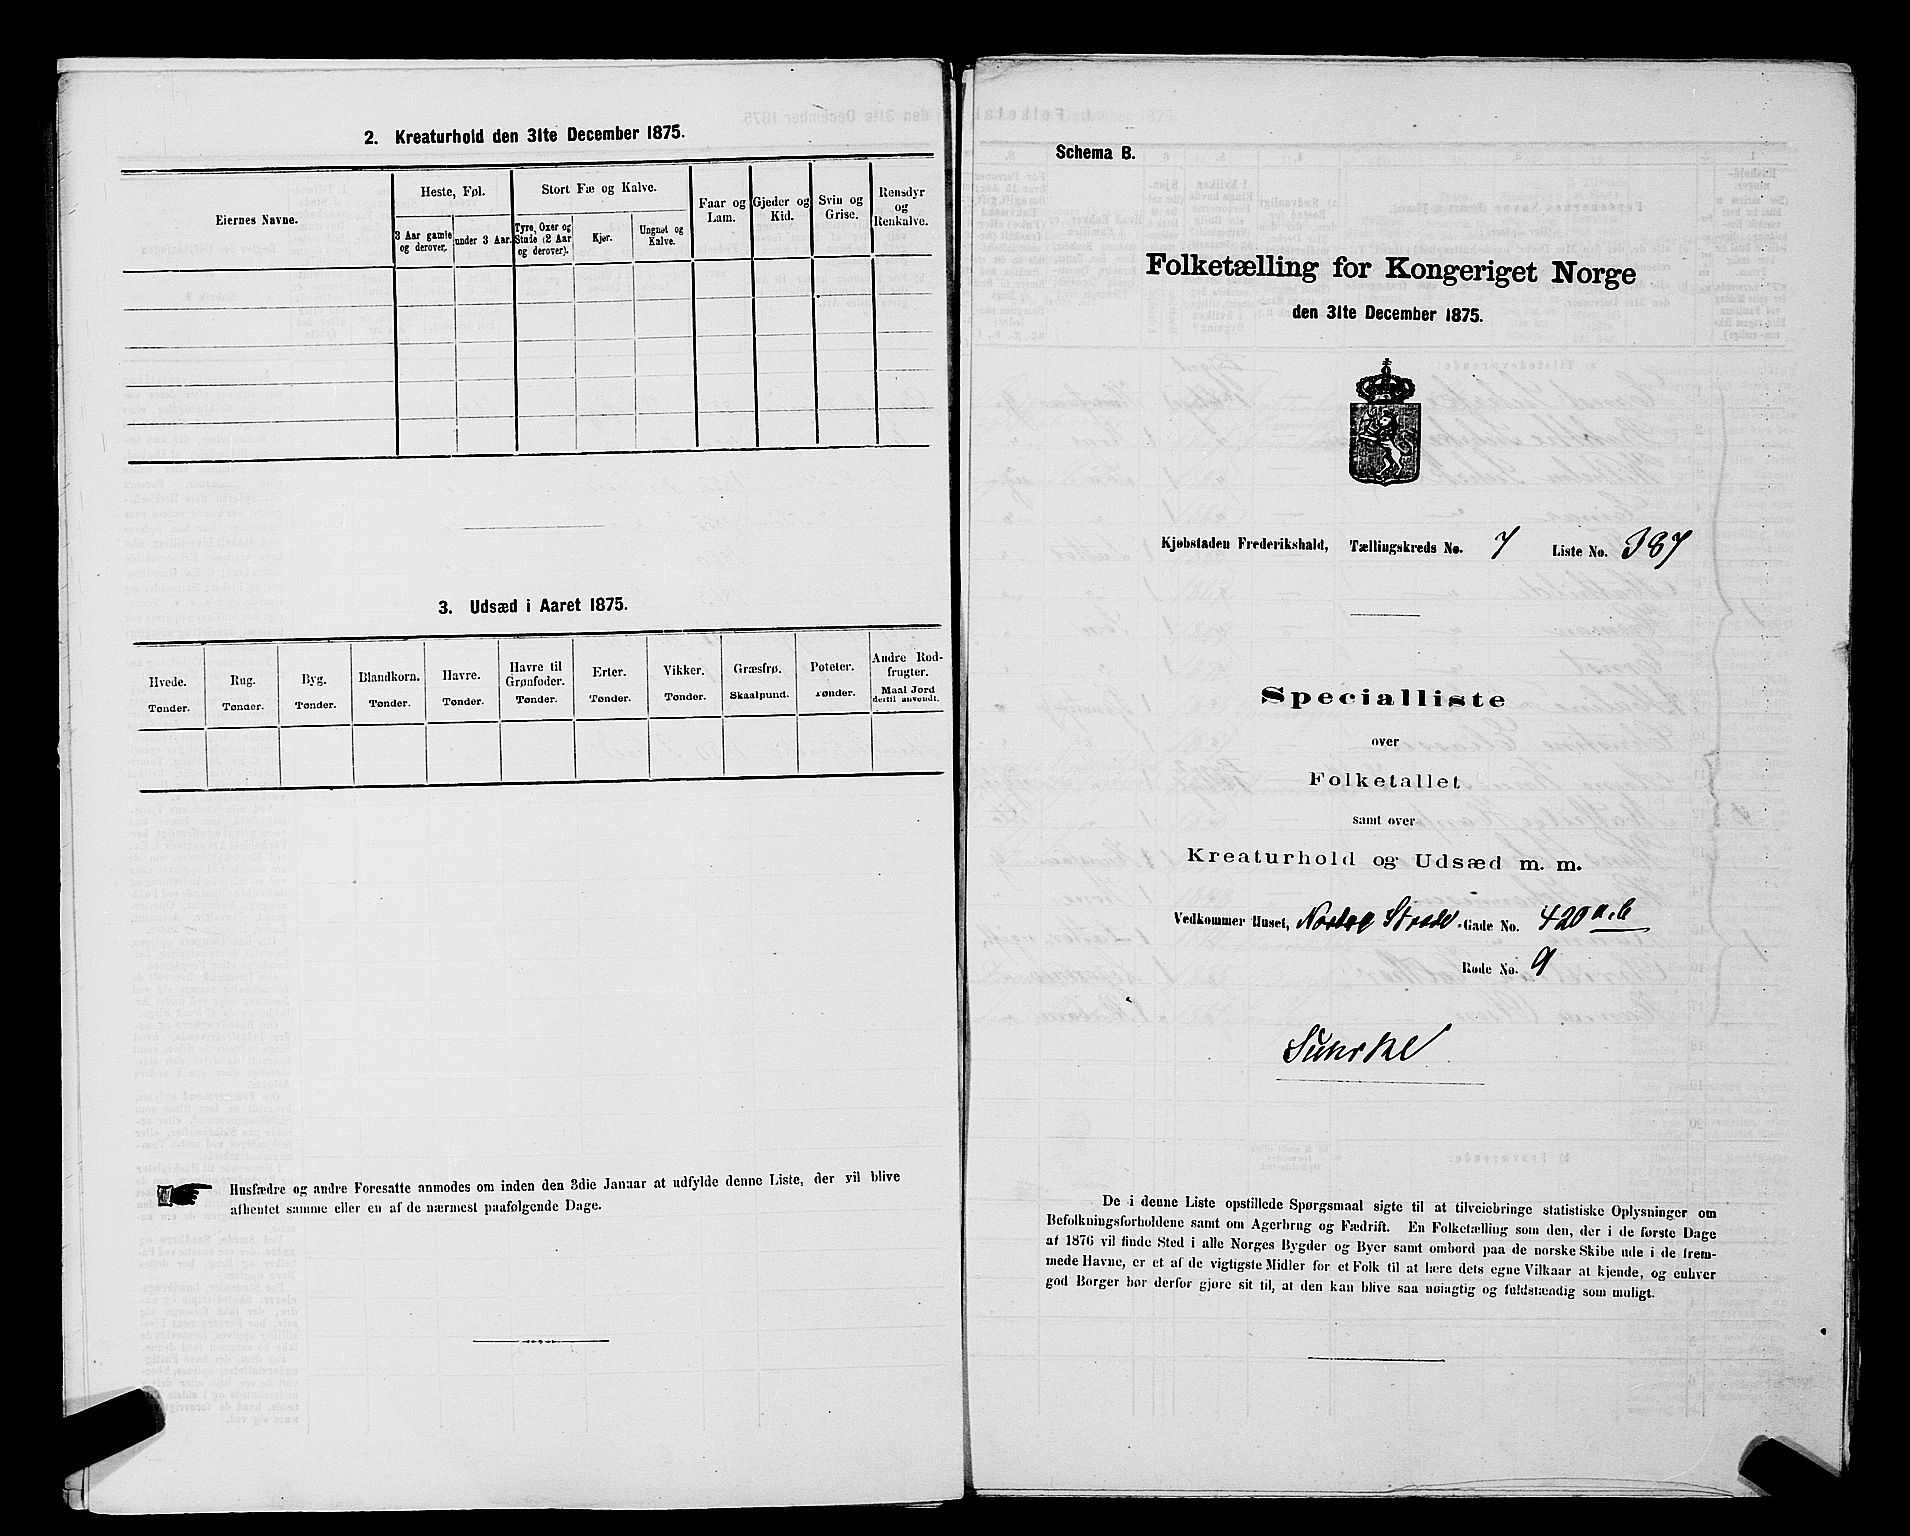 2. Kreaturhold den 31te December 1875.
Eiernes Navne.
Heste, Føl.
3 Aar gamle og derover.
under 3 Aar.
Stort Fæ og Kalve.
Tyre, Oxer og Stude (2 Aar og derover).
Kjør.
Ungnøt og Kalve.
Faar og Lam.
Gjeder og Kid.
Svin og Grise.
Rensdyr og Renkalve.
3. Udsæd i Aaret 1875.
Hvede. Tønder.
Rug. Tønder.
Byg. Tønder.
Blandkorn. Tønder.
Havre. Tønder.
Havre til Grønfoder. Tønder.
Erter. Tønder.
Vikker. Tønder.
Græsfrø. Skaalpund.
Poteter. Tønder.
Andre Rodfrugter. Maal Jord dertil anvendt.
Husfædre og andre Foresatte anmodes om inden den 3die Januar at udfylde denne Liste, der vil blive
afhentet samme eller en af de nærmest paafølgende Dage.
Schema B.
Folketælling for Kongeriget Norge
den 31te December 1875.
Kjøbstaden Frederikshald, Tællingskreds No. 7 Liste No. 387
Specialliste
over
Folketallet
samt over
Kreaturhold og Udsæd m. m.
Vedkommer Huset, Strede -Gade No. 420 a.b
Rode No. 9
De i denne Liste opstillede Spørgsmaal sigte til at tilveiebringe statistiske Oplysninger om
Befolkningsforholdene samt om Agerbrug og Fædrift. En Folketælling som den, der i de første Dage
af 1876 vil finde Sted i alle Norges Bygder og Byer samt ombord paa de norske Skibe ude i de frem-
mede Havne, er et af de vigtigste Midler for et Folk til at lære dets egne Vilkaar at kjende, og enhver
god Borger bør derfor gjøre sit til, at den kan blive saa nøiagtig og fuldstændig som muligt.